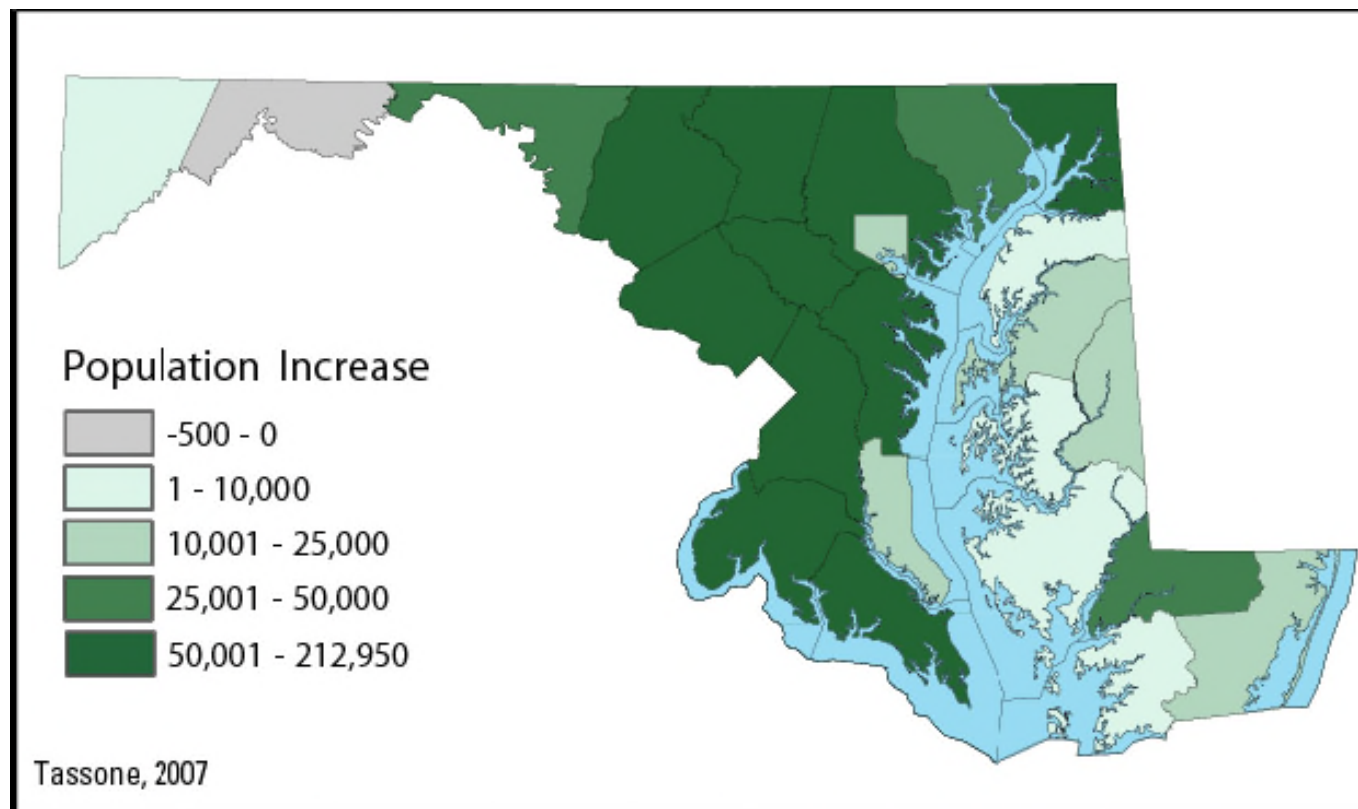 Population Increase
-500 - 0
1 - 10,000
10,001 - 25,000
25,001 - 50,000
50,001 - 212,950
Tassone, 2007